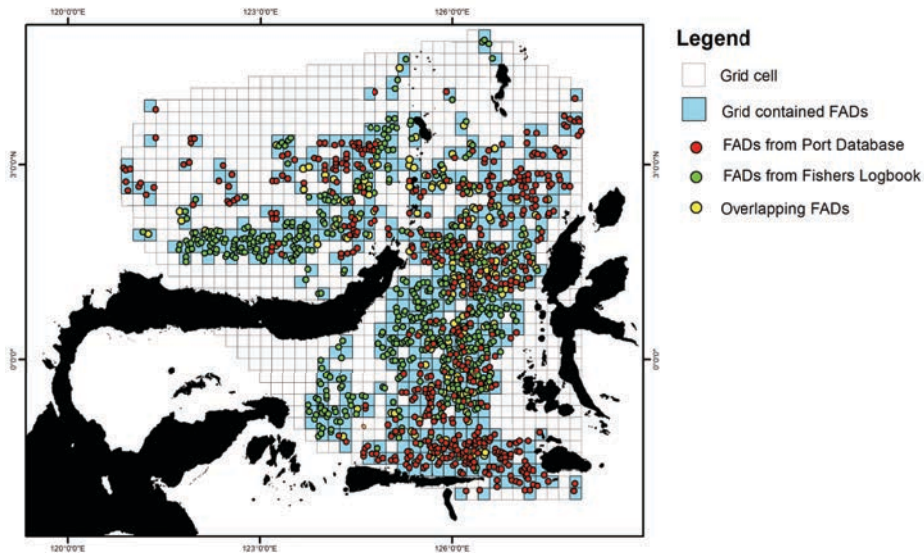 120°0'0"E 123°0'0"E 126°0'0"E
Legend
Grid cell
Grid contained FADs
3°0'0"N 3°0'0"N
FADs from Port Database
FADs from Fishers Logbook
Overlapping FADs
0°0'0" 0°0'0"
120°0'0"E 123°0'0"E 126°0'0"E